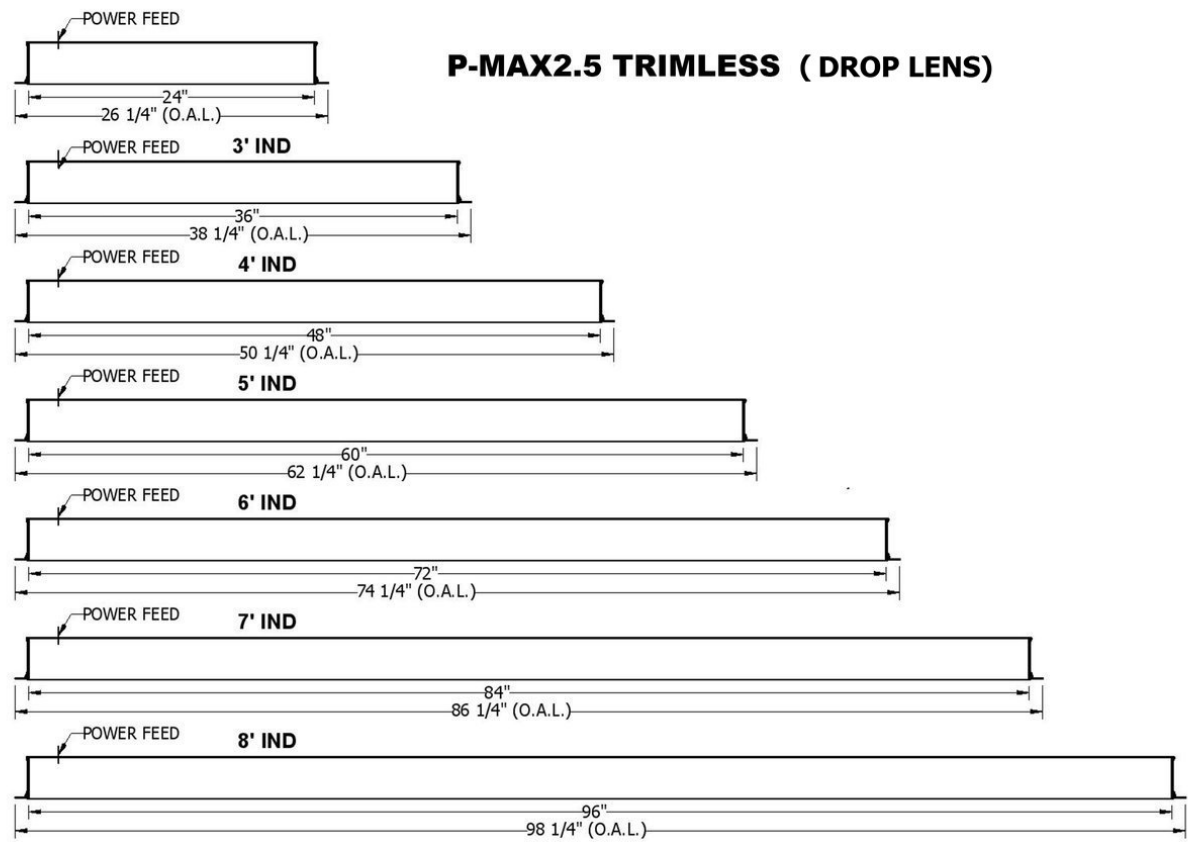 POWER FEED
P-MAX2.5 TRIMLESS ( DROP LENS)
24"
26 1/4" (O.A.L.)
POWER FEED 3' IND
36"
38 1/4" (O.A.L.)
POWER FEED 4' IND
48"
50 1/4" (O.A.L.)
POWER FEED 5' IND
60"
62 1/4" (O.A.L.)
POWER FEED 6' IND
72"
74 1/4" (O.A.L.)
POWER FEED 7' IND
84"
86 1/4" (O.A.L.)
POWER FEED 8' IND
96"
98 1/4" (O.A.L.)